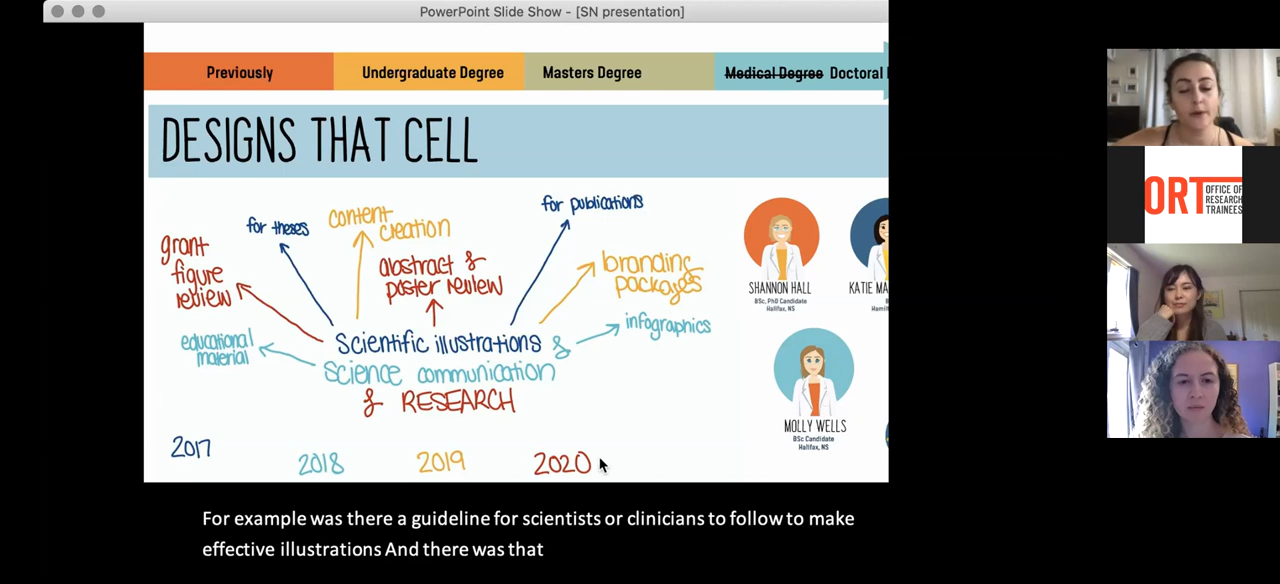 PowerPoint Slide Show - [SN presentation]
Previously
Undergraduate Degree
Masters Degree
Medical Degree Doctoral
DESIGNS THAT CELL
for theses
content
creation
for publications
grant
figure
review
abstract &
poster review
branding
packages
educational
material
infographics
Scientific illustrations &
science communication
& RESEARCH
2017
2018
2019
2020
SHANNON HALL
BSc, PhD Candidate
Halifax, NS
KATIE MA
MOLLY WELLS
BSc Candidate
Halifax, NS
ORT OFFICE OF
RESEARCH
TRAINEES
For example was there a guideline for scientists or clinicians to follow to make
effective illustrations And there was that